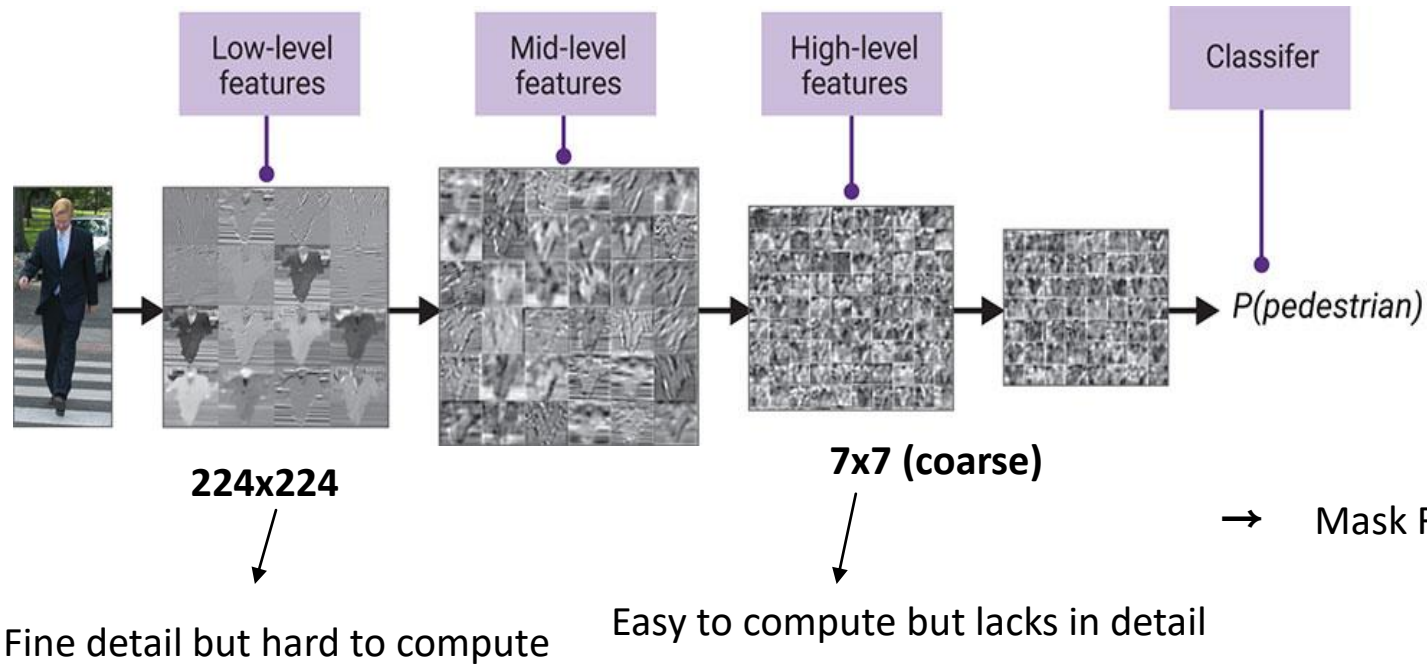 Low-level
features
Mid-level
features
High-level
features
Classifer
P(pedestrian)
224x224
7x7 (coarse)
→ Mask
Fine detail but hard to compute
Easy to compute but lacks in detail